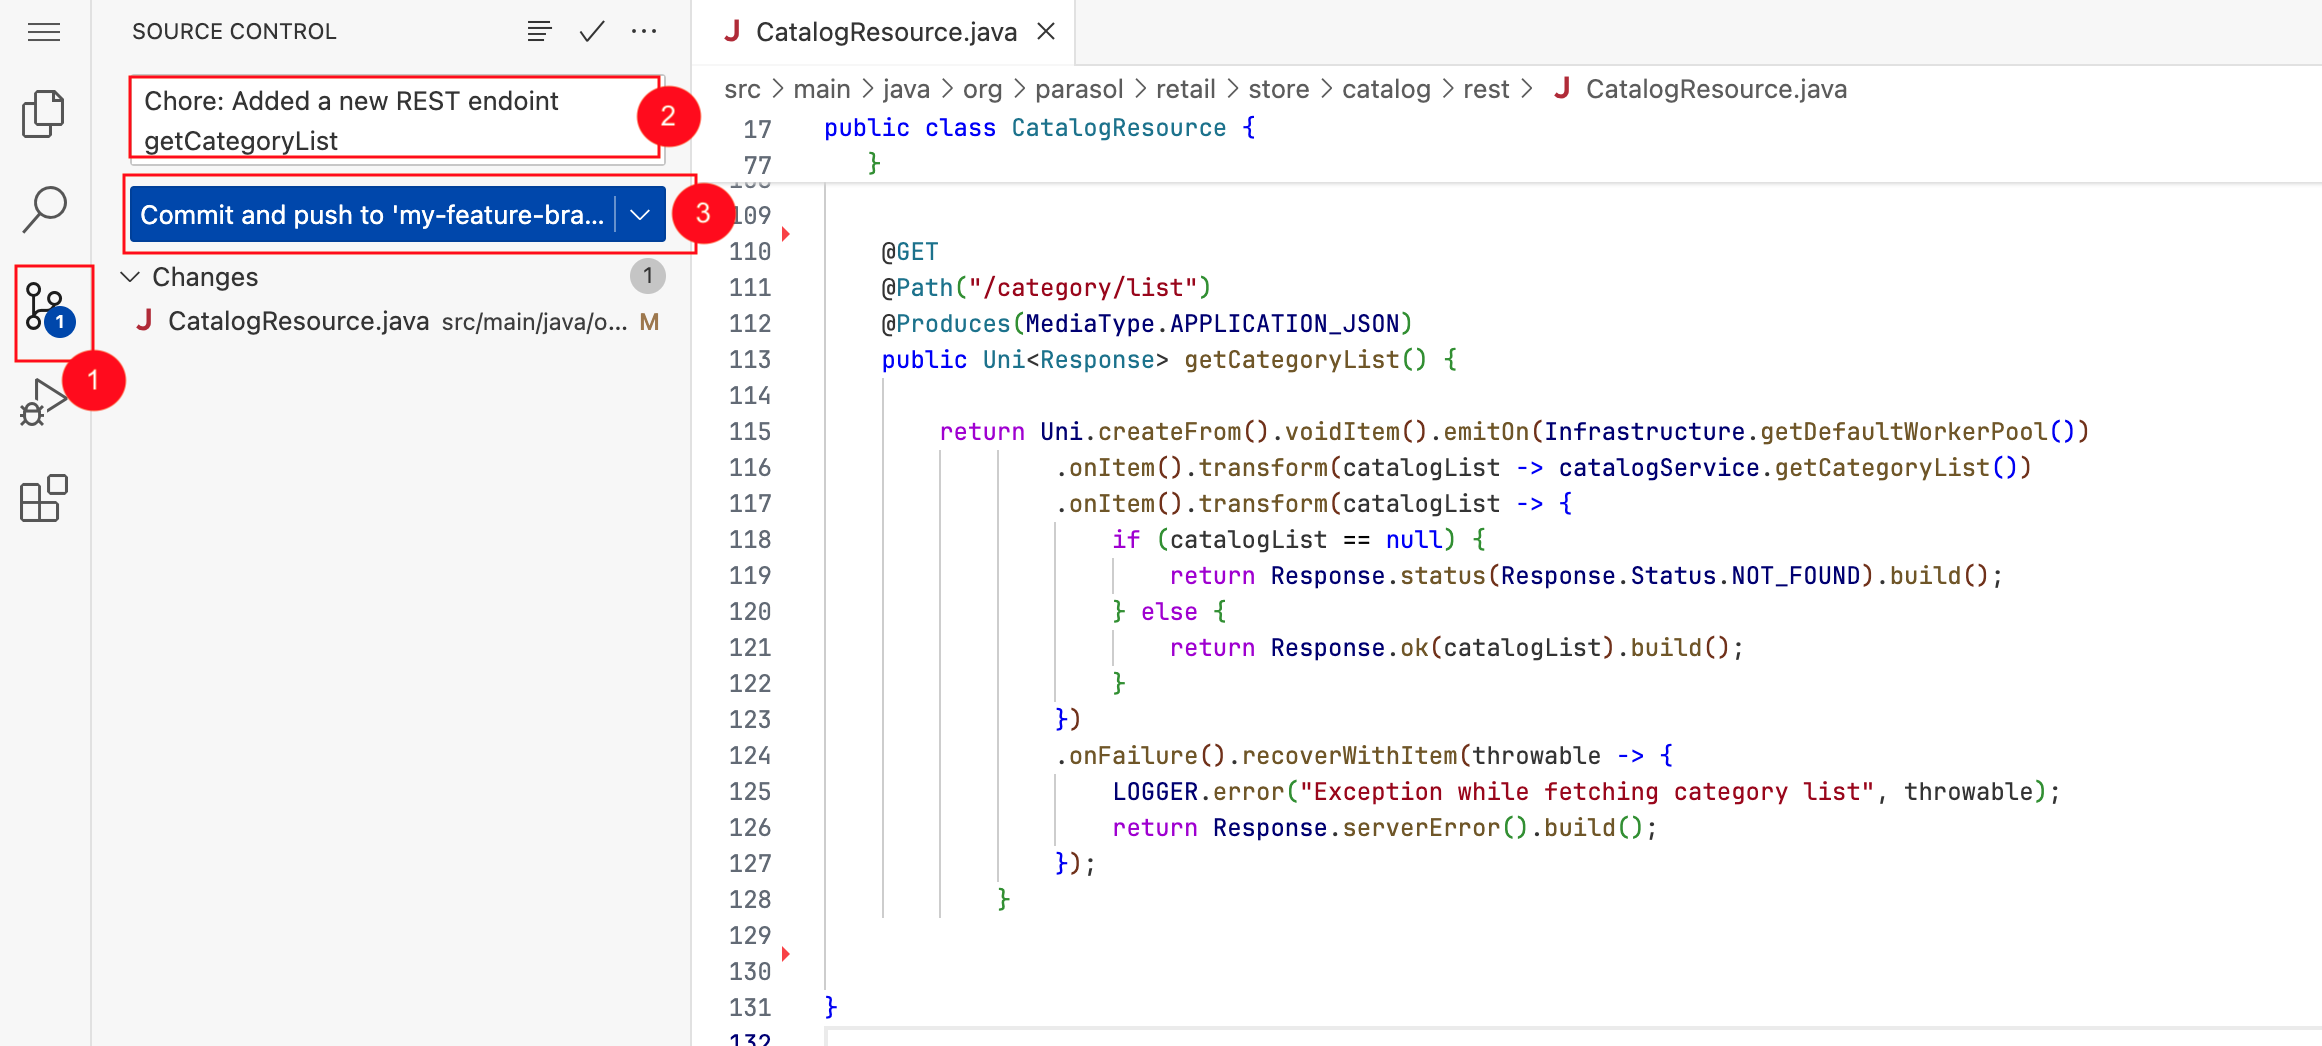 SOURCE CONTROL
Chore: Added a new REST endoint
getCategoryList
2
Commit and push to 'my-feature-bra...
3
Changes
1
CatalogResource.java src/main/java/o... M
1
1
CatalogResource.java
src > main > java > org > parasol > retail > store > catalog > rest > CatalogResource.java
17 public class CatalogResource {
77 }
109
110 @GET
111 @Path("/category/list")
112 @Produces(MediaType.APPLICATION_JSON)
113 public Uni<Response> getCategoryList() {
114
115 return Uni.createFrom().voidItem().emitOn(Infrastructure.getDefaultWorkerPool())
116 .onItem().transform(catalogList -> catalogService.getCategoryList())
117 .onItem().transform(catalogList -> {
118 if (catalogList == null) {
119 return Response.status(Response.Status.NOT_FOUND).build();
120 } else {
121 return Response.ok(catalogList).build();
122 }
123 })
124 .onFailure().recoverWithItem(throwable -> {
125 LOGGER.error("Exception while fetching category list", throwable);
126 return Response.serverError().build();
127 });
128 }
129
130
131 }
132